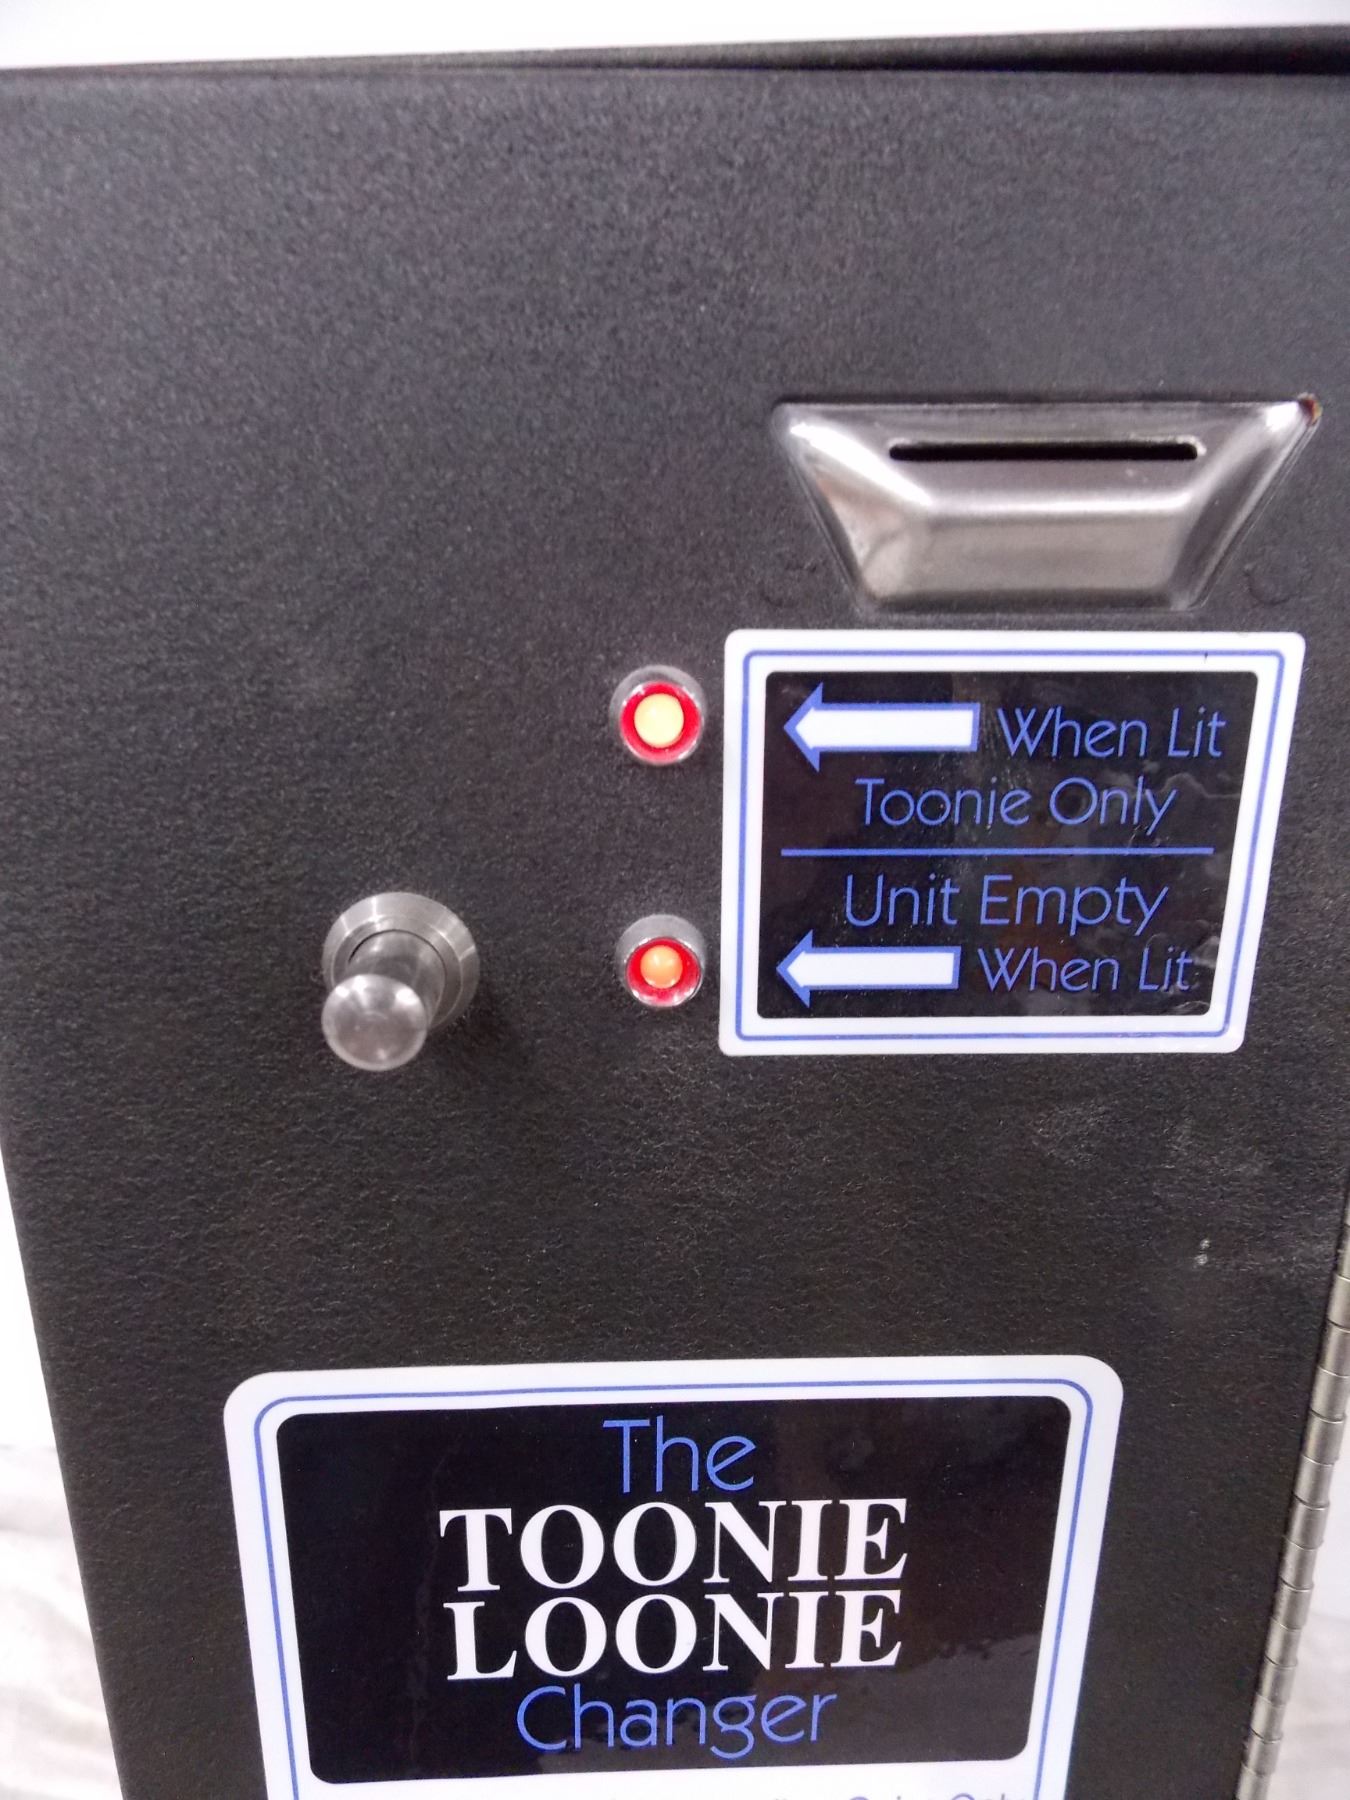 When Lit
Toonie Only
Unit Empty
When Lit
The
TOONIE
LOONIE
Changer